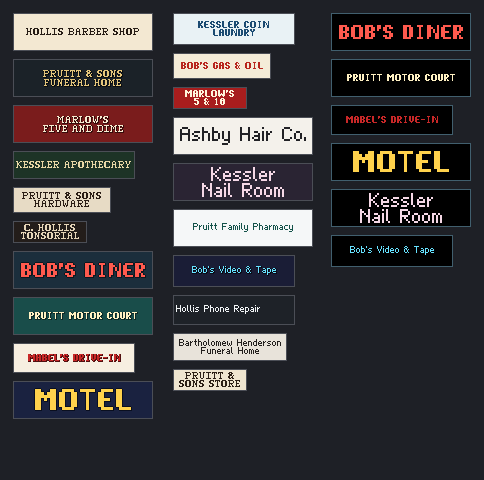 HOLLIS BARBER SHOP
PRUITT & SONS
FUNERAL HOME
MARLOW'S
FIVE AND DIME
KESSLER APOTHECARY
PRUITT & SONS
HARDWARE
C. HOLLIS
TONSORIAL
BOB'S DINER
PRUITT MOTOR COURT
MABEL'S DRIVE-IN
MOTEL
KESSLER COIN
LAUNDRY
BOB'S GAS & OIL
MARLOW'S
5 & 10
Ashby Hair Co.
Kessler
Nail Room
Pruitt Family Pharmacy
Bob's Video & Tape
Hollis Phone Repair
Bartholomew Henderson
Funeral Home
PRUITT &
SONS STORE
BOB'S DINER
PRUITT MOTOR COURT
MABEL'S DRIVE-IN
MOTEL
Kessler
Nail Room
Bob's Video & Tape